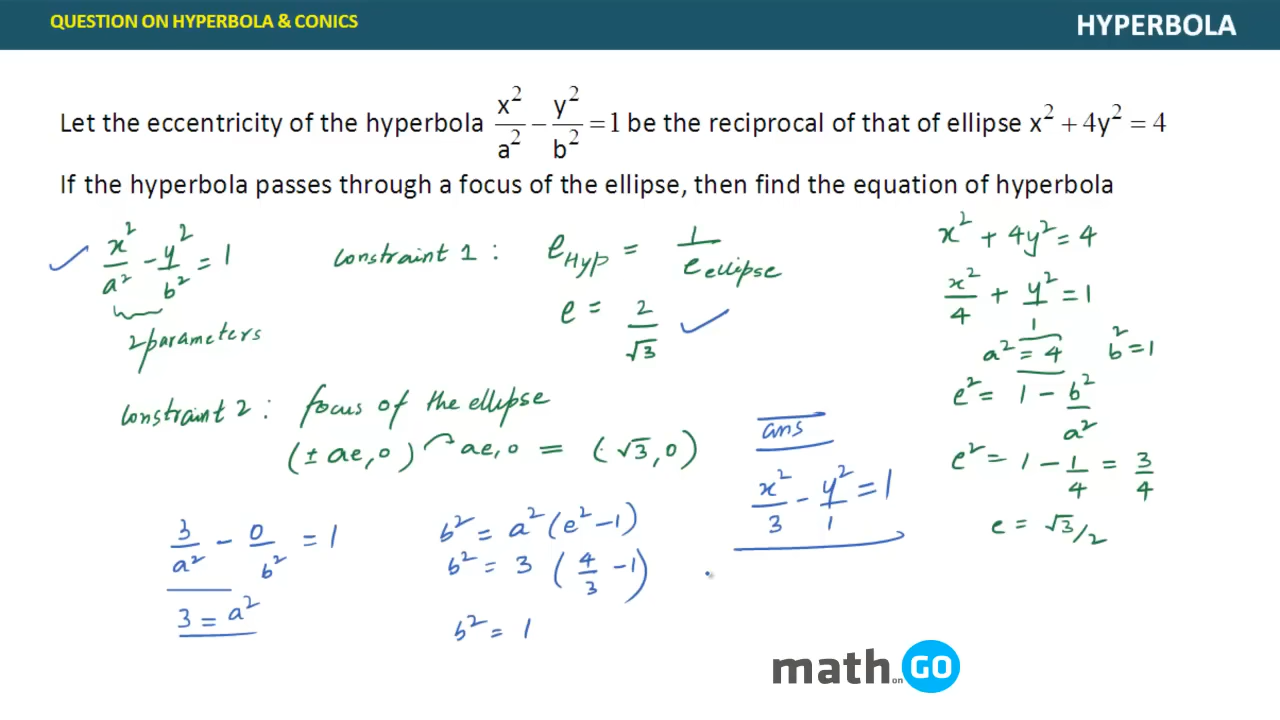 QUESTION ON HYPERBOLA & CONICS
HYPERBOLA
Let the eccentricity of the hyperbola x²/a² − y²/b² = 1 be the reciprocal of that of ellipse x² + 4y² = 4
If the hyperbola passes through a focus of the ellipse, then find the equation of hyperbola
x²/a² − y²/b² = 1
2 parameters
constraint 1 : e_Hyp = 1/e_ellipse
e = 2/√3
constraint 2 : focus of the ellipse
(± ae, 0) ae, 0 = (√3, 0)
3/a² − 0/b² = 1
3 = a²
b² = a² (e² − 1)
b² = 3 (4/3 − 1)
b² = 1
ans
x²/3 − y²/1 = 1
x² + 4y² = 4
x²/4 + y²/1 = 1
a² = 4 b² = 1
e² = 1 − b²/a²
e² = 1 − 1/4 = 3/4
e = √3/2
math on GO